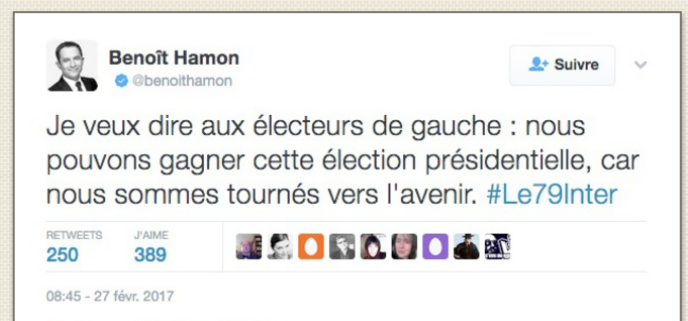 Benoît Hamon
@benoithamon
Suivre
Je veux dire aux électeurs de gauche : nous
pouvons gagner cette élection présidentielle, car
nous sommes tournés vers l'avenir. #Le79Inter
RETWEETS
250
J'AIME
389
08:45 - 27 févr. 2017